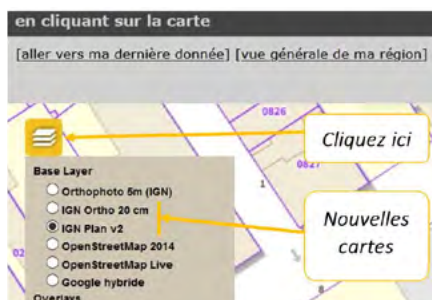 en cliquant sur la carte
[aller vers ma dernière donnée] [vue générale de ma région]
0826
Cliquez ici
0827
1
Base Layer
Orthophoto 5m (IGN)
IGN Ortho 20 cm
IGN Plan v2
OpenStreetMap 2014
OpenStreetMap Live
Google hybride
Overlays
Nouvelles
cartes
02
8